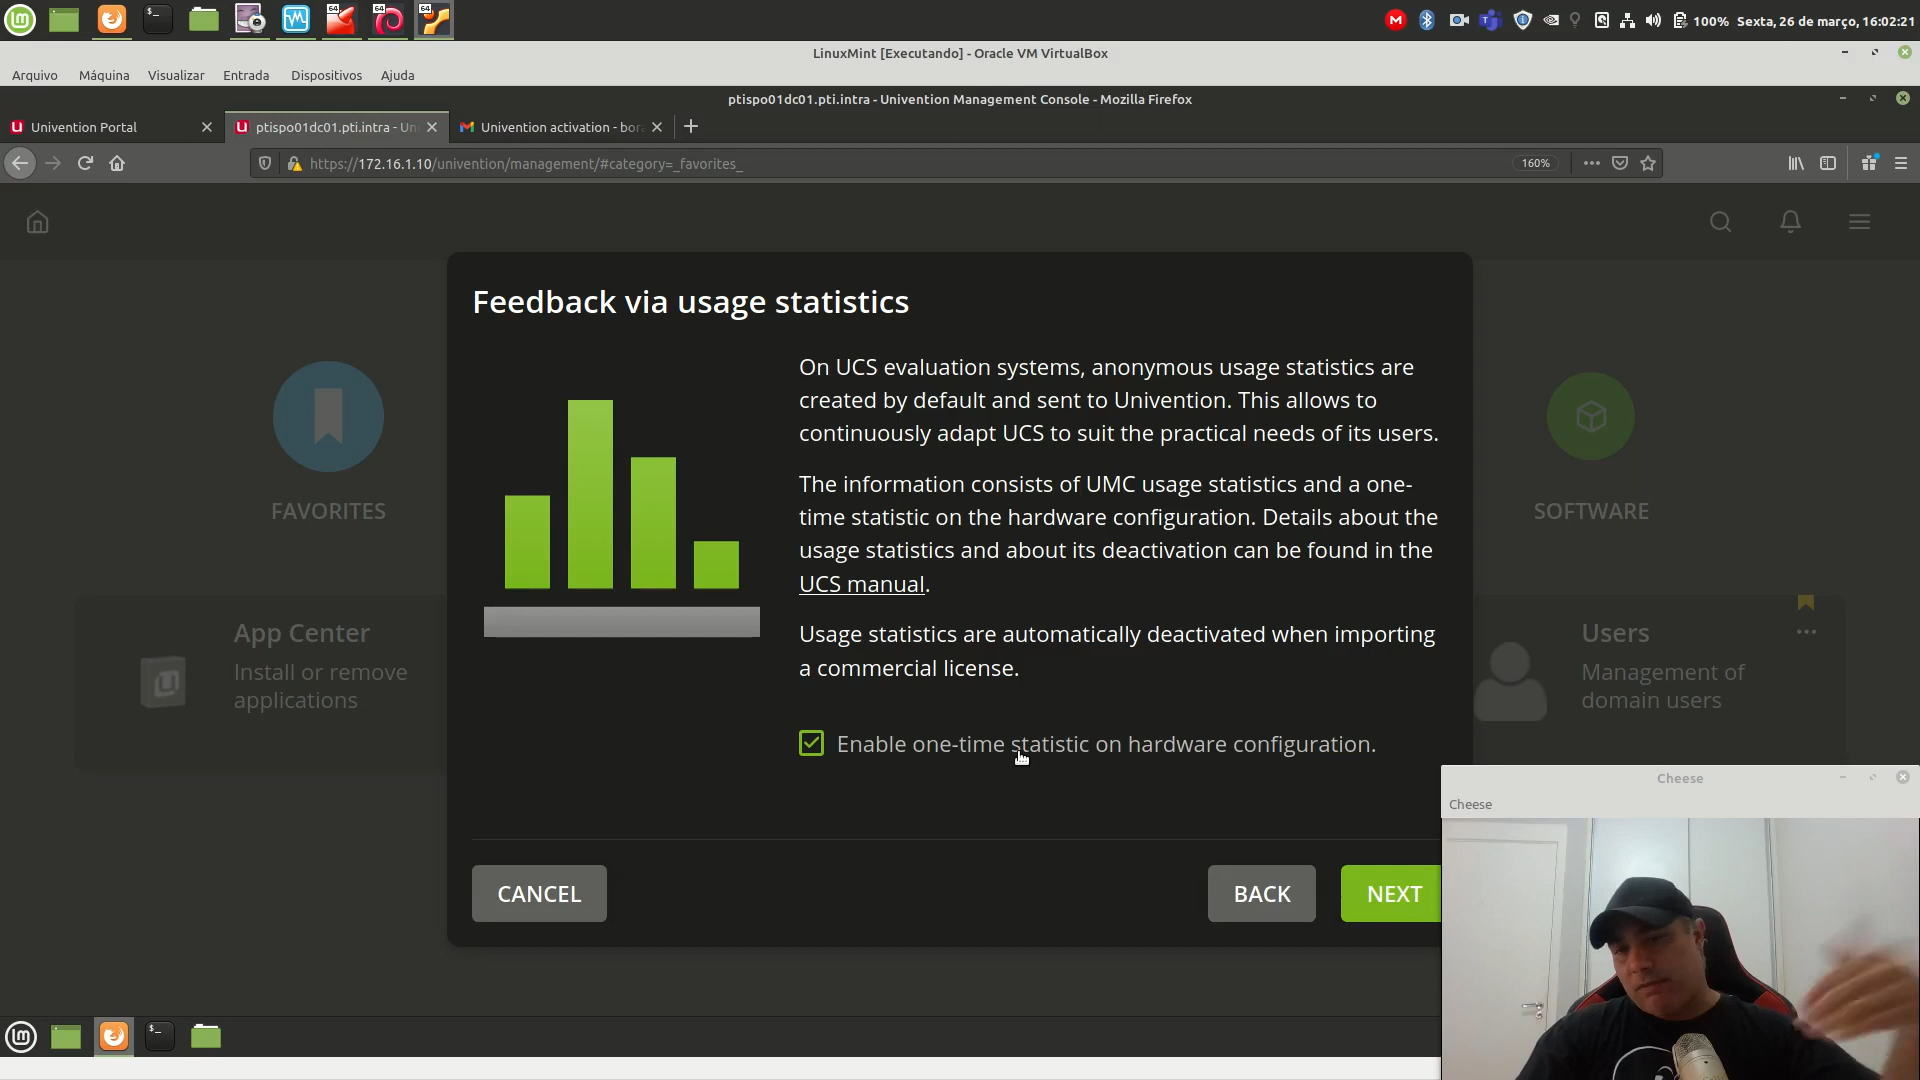 100% Sexta, 26 de março, 16:02:21
LinuxMint [Executando] - Oracle VM VirtualBox
Arquivo Máquina Visualizar Entrada Dispositivos Ajuda
ptispo01dc01.pti.intra - Univention Management Console - Mozilla Firefox
Univention Portal
ptispo01dc01.pti.intra - Un
Univention activation - bor
https://172.16.1.10/univention/management/#category=_favorites_
160%
Feedback via usage statistics
On UCS evaluation systems, anonymous usage statistics are
created by default and sent to Univention. This allows to
continuously adapt UCS to suit the practical needs of its users.
The information consists of UMC usage statistics and a one-
time statistic on the hardware configuration. Details about the
usage statistics and about its deactivation can be found in the
UCS manual.
Usage statistics are automatically deactivated when importing
a commercial license.
Enable one-time statistic on hardware configuration.
CANCEL
BACK
NEXT
FAVORITES
SOFTWARE
App Center
Install or remove
applications
Users
Management of
domain users
Cheese
Cheese